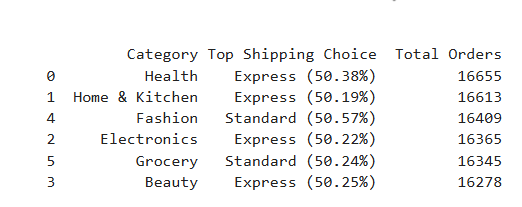 Category Top Shipping Choice Total Orders
0 Health Express (50.38%) 16655
1 Home & Kitchen Express (50.19%) 16613
4 Fashion Standard (50.57%) 16409
2 Electronics Express (50.22%) 16365
5 Grocery Standard (50.24%) 16345
3 Beauty Express (50.25%) 16278